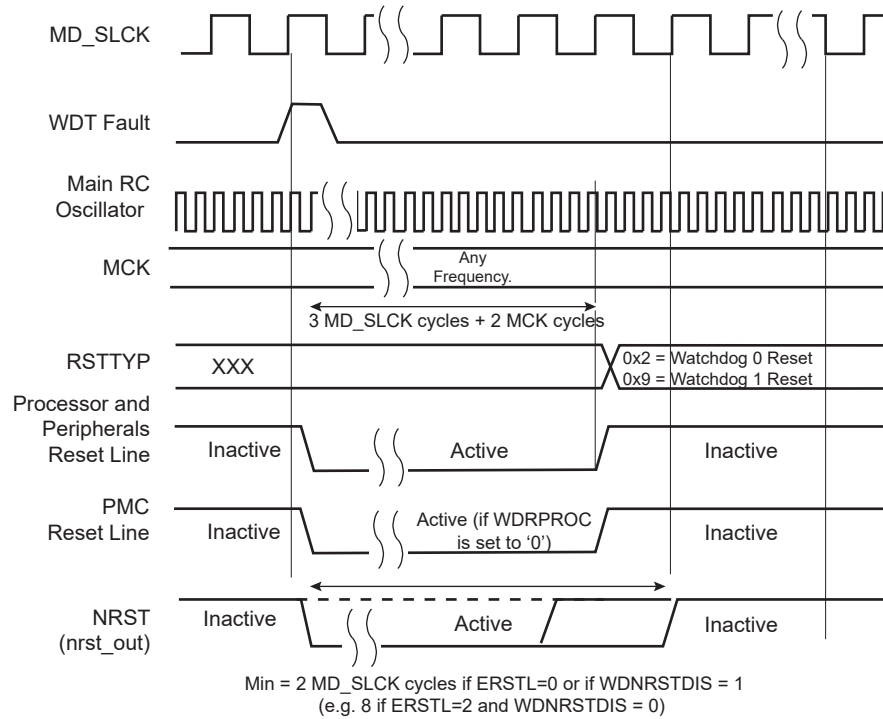 MD_SLCK
WDT Fault
Main RC
Oscillator
MCK
Any
Frequency.
3 MD_SLCK cycles + 2 MCK cycles
RSTTYP
XXX
0x2 = Watchdog 0 Reset
0x9 = Watchdog 1 Reset
Processor and
Peripherals
Reset Line
Inactive
Active
Inactive
PMC
Reset Line
Inactive
Active (if WDRPROC
is set to ‘0’)
Inactive
NRST
(nrst_out)
Inactive
Active
Inactive
Min = 2 MD_SLCK cycles if ERSTL=0 or if WDNRSTDIS = 1
(e.g. 8 if ERSTL=2 and WDNRSTDIS = 0)